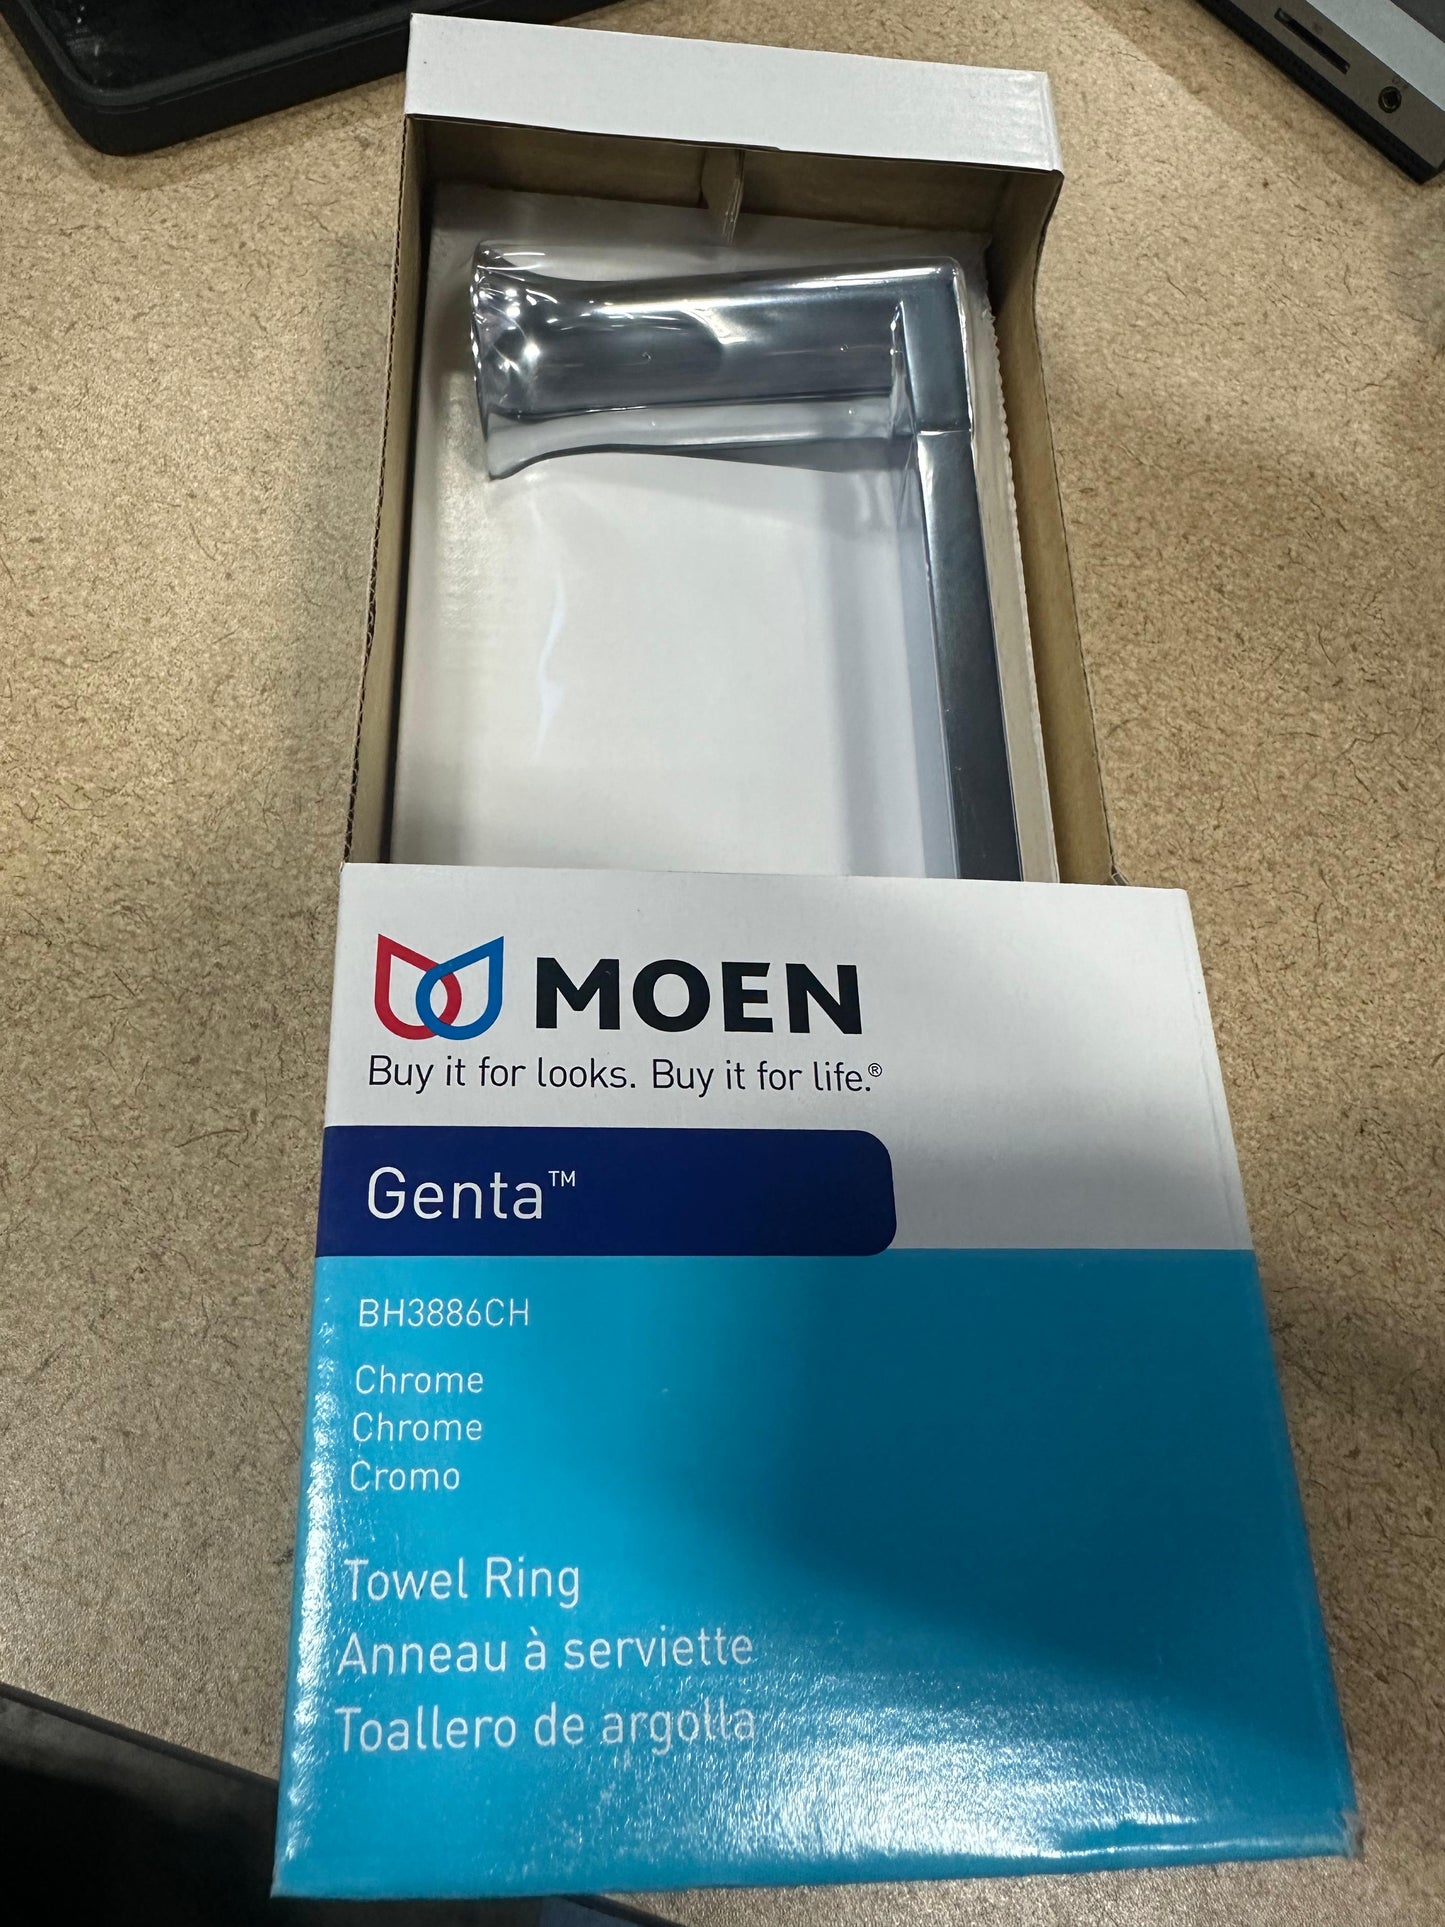 MOEN
Buy it for looks. Buy it for life.®
Genta™
BH3886CH
Chrome
Chrome
Cromo
Towel Ring
Anneau à serviette
Toallero de argolla